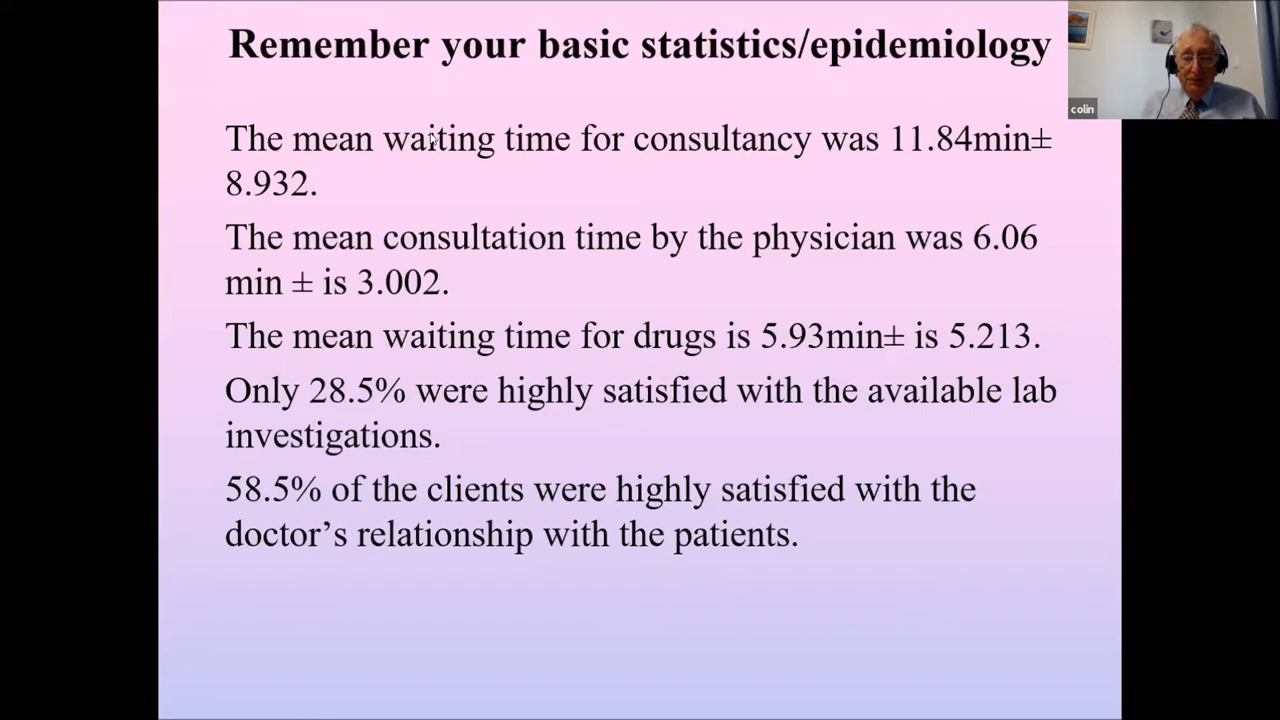 Remember your basic statistics/epidemiology
colin
The mean waiting time for consultancy was 11.84min±
8.932.
The mean consultation time by the physician was 6.06
min ± is 3.002.
The mean waiting time for drugs is 5.93min± is 5.213.
Only 28.5% were highly satisfied with the available lab
investigations.
58.5% of the clients were highly satisfied with the
doctor’s relationship with the patients.